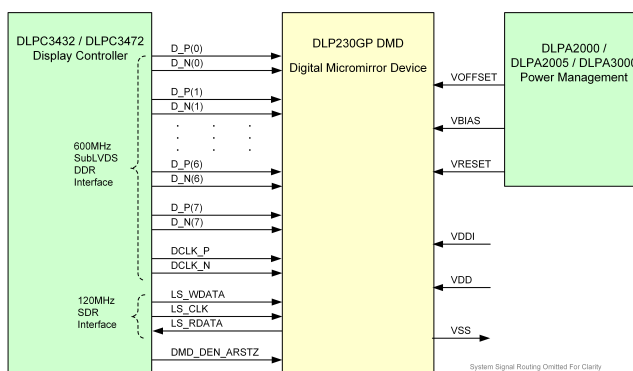 DLPC3432 / DLPC3472
Display Controller
D_P(0)
D_N(0)
D_P(1)
D_N(1)
. . .
. . .
. . .
D_P(6)
D_N(6)
D_P(7)
D_N(7)
DCLK_P
DCLK_N
600MHz
SubLVDS
DDR
Interface
LS_WDATA
LS_CLK
LS_RDATA
120MHz
SDR
Interface
DMD_DEN_ARSTZ
DLP230GP DMD
Digital Micromirror Device
VOFFSET
VBIAS
VRESET
VDDI
VDD
VSS
DLPA2000 /
DLPA2005 / DLPA3000
Power Management
System Signal Routing Omitted For Clarity